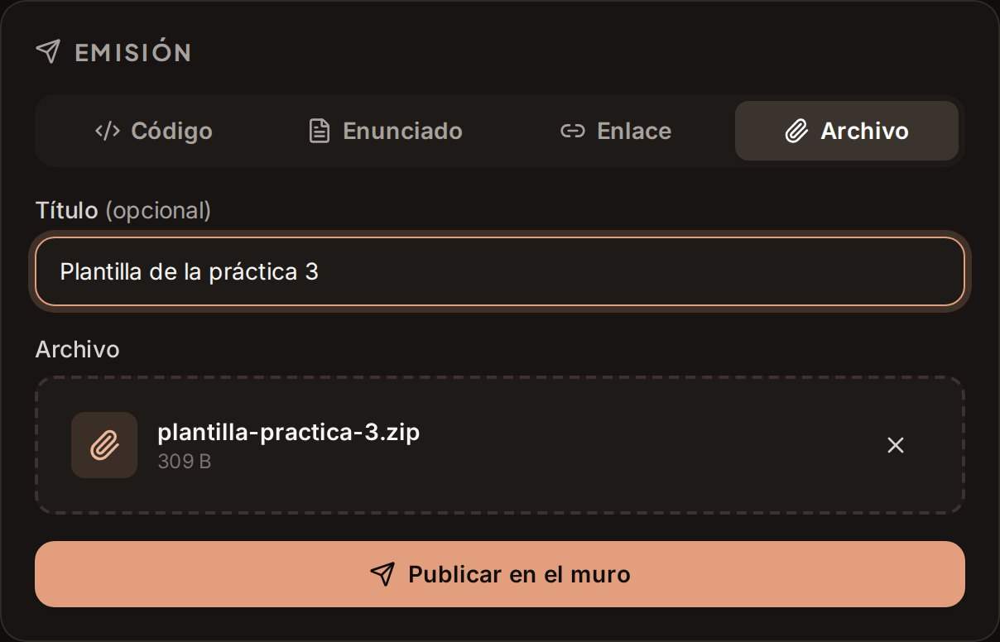 EMISIÓN
Código
Enunciado
Enlace
Archivo
Título (opcional)
Plantilla de la práctica 3
Archivo
plantilla-practica-3.zip
309 B
Publicar en el muro